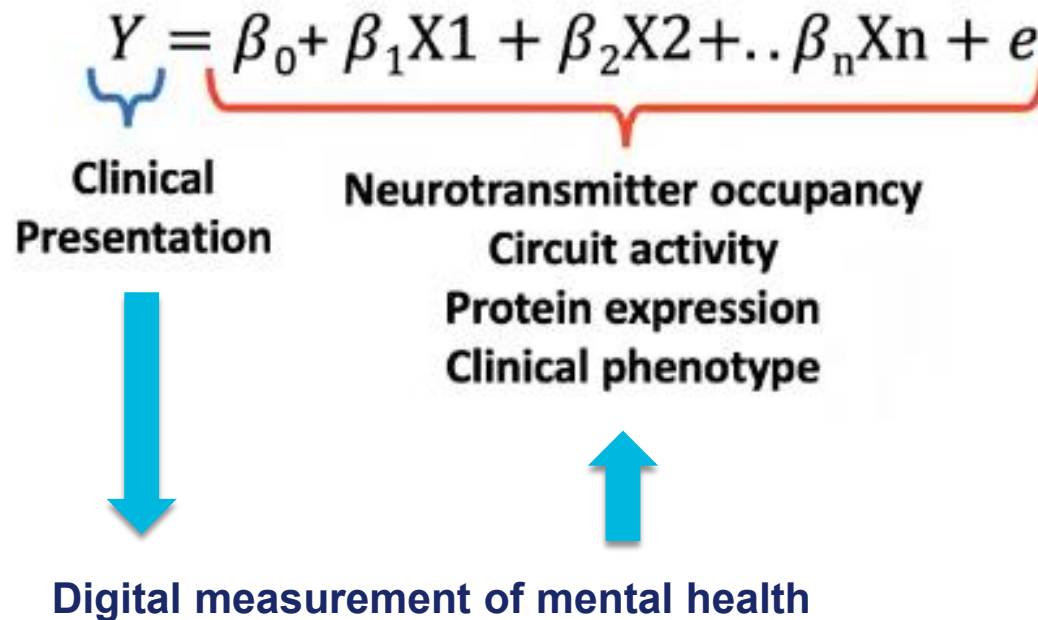 Y = β₀+ β₁X1 + β₂X2+.. βₙXn + e
Clinical
Presentation
Neurotransmitter occupancy
Circuit activity
Protein expression
Clinical phenotype
Digital measurement of mental health